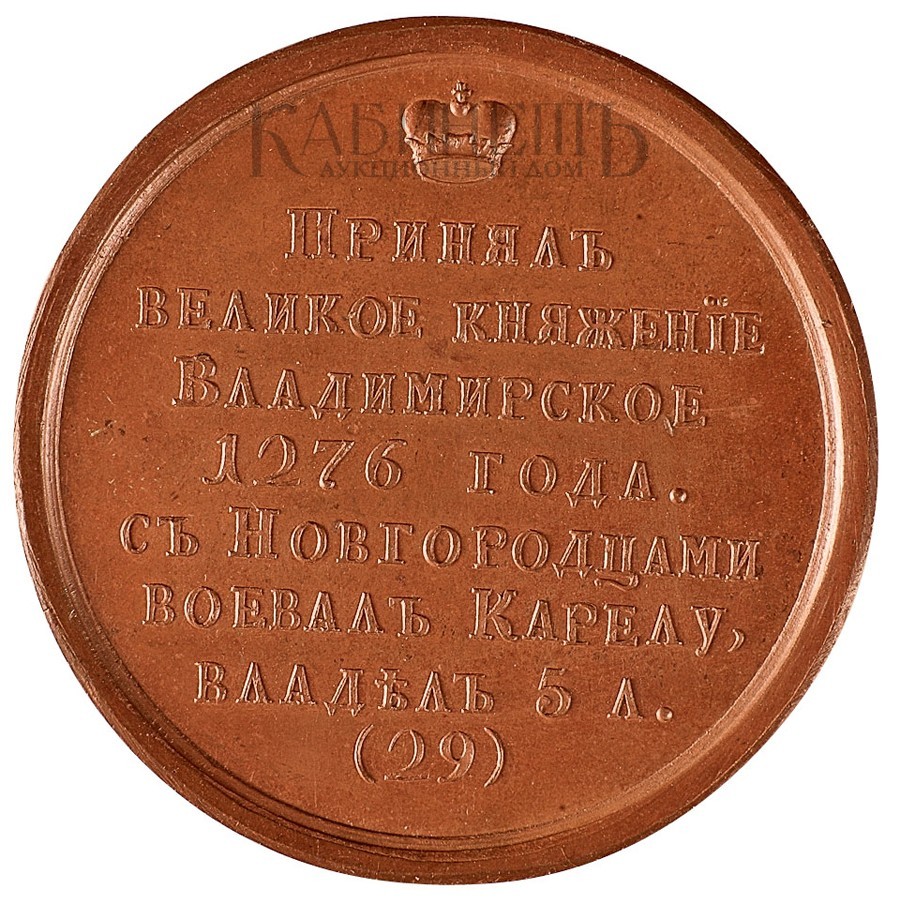 КАБИНЕТЪ
АУКЦИОННЫЙ ДОМ
Принялъ
великое княженїе
Владимирское
1276 года.
съ Новгородцами
воевалъ Карелу,
владѣлъ 5 л.
(29)